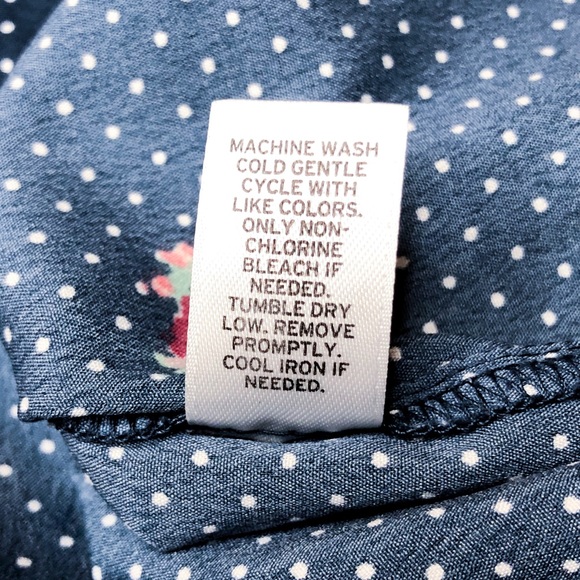 MACHINE WASH
COLD GENTLE
CYCLE WITH
LIKE COLORS.
ONLY NON-
CHLORINE
BLEACH IF
NEEDED.
TUMBLE DRY
LOW. REMOVE
PROMPTLY.
COOL IRON IF
NEEDED.